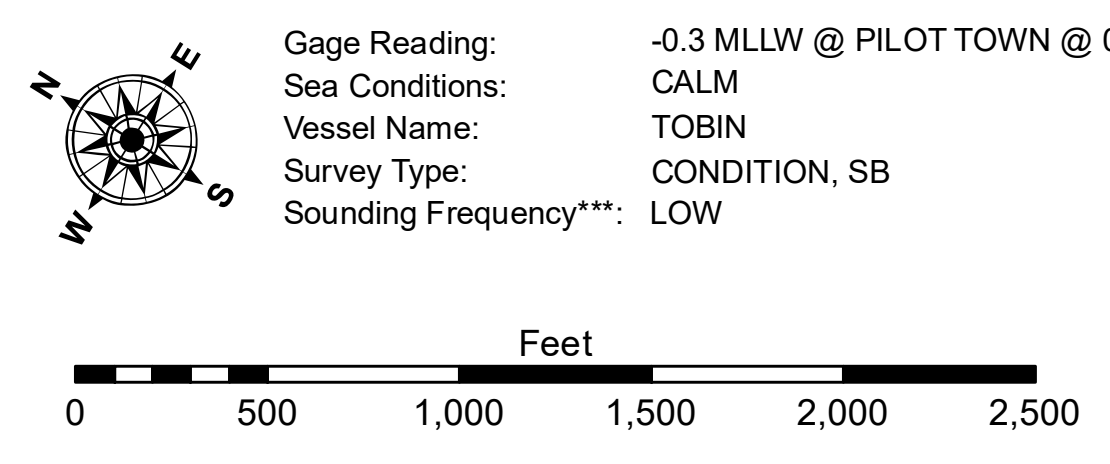 N
E
S
W
Gage Reading: -0.3 MLLW @ PILOT TOWN @
Sea Conditions: CALM
Vessel Name: TOBIN
Survey Type: CONDITION, SB
Sounding Frequency***: LOW
Feet
0 500 1,000 1,500 2,000 2,500